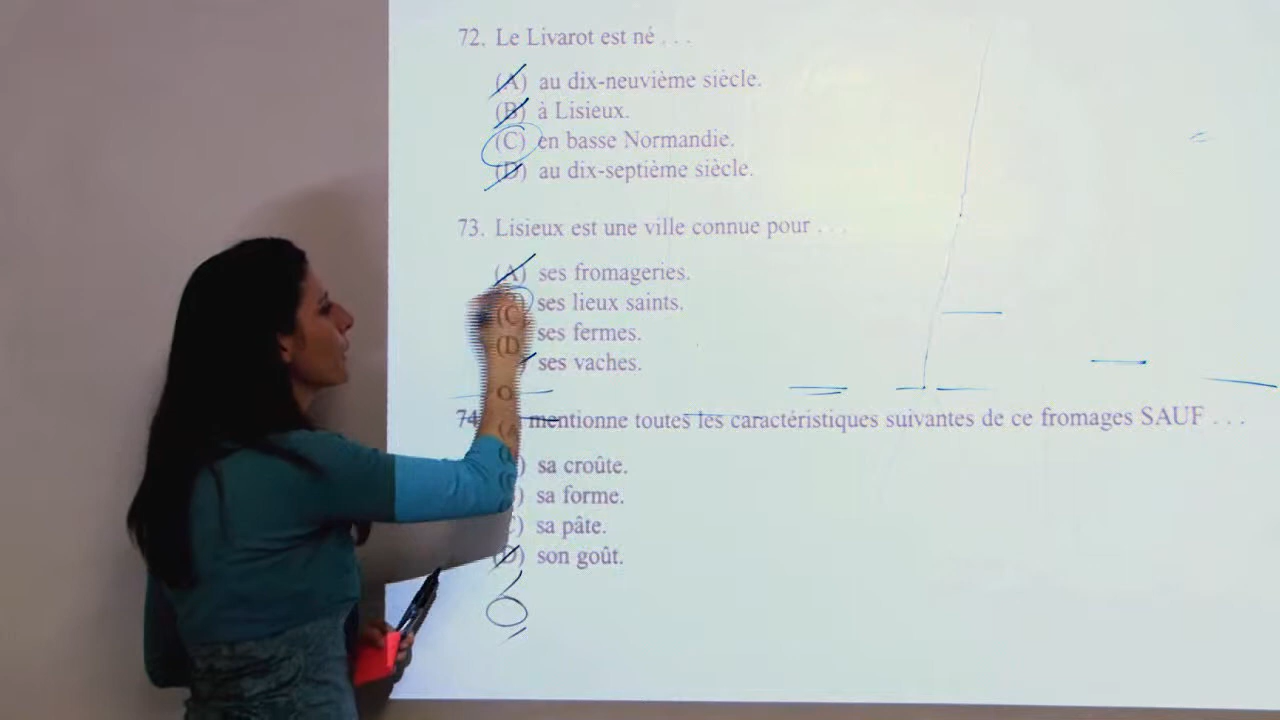 72. Le Livarot est né . . .
(A) au dix-neuvième siècle.
(B) à Lisieux.
(C) en basse Normandie.
(D) au dix-septième siècle.
73. Lisieux est une ville connue pour . . .
(A) ses fromageries.
ses lieux saints.
(C) ses fermes.
(D) ses vaches.
74 mentionne toutes les caractéristiques suivantes de ce fromages SAUF . . .
sa croûte.
sa forme.
sa pâte.
(D) son goût.